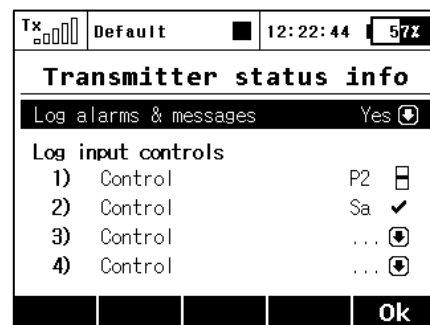 Tx Default 12:22:44 57%
Transmitter status info
Log alarms & messages Yes
Log input controls
1) Control P2
2) Control Sa
3) Control ...
4) Control ...
Ok